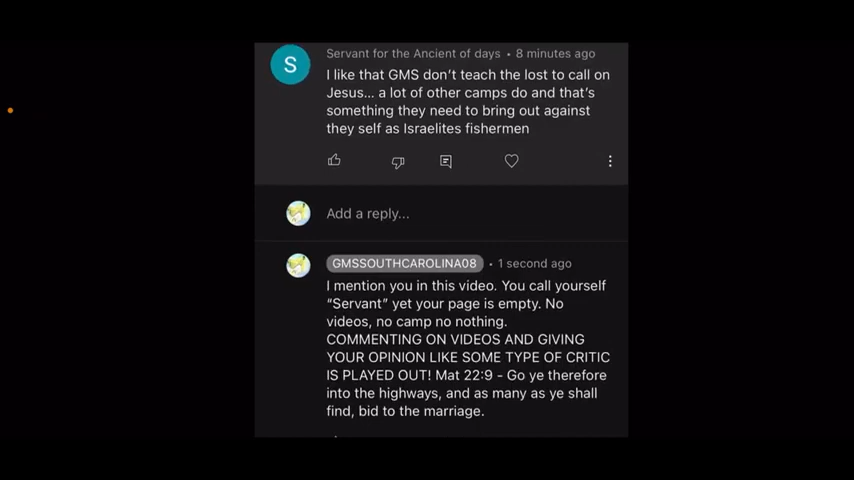 Servant for the Ancient of days • 8 minutes ago
S
I like that GMS don't teach the lost to call on
Jesus... a lot of other camps do and that's
something they need to bring out against
they self as Israelites fishermen
Add a reply...
GMSSOUTHCAROLINA08 • 1 second ago
I mention you in this video. You call yourself
“Servant” yet your page is empty. No
videos, no camp no nothing.
COMMENTING ON VIDEOS AND GIVING
YOUR OPINION LIKE SOME TYPE OF CRITIC
IS PLAYED OUT! Mat 22:9 - Go ye therefore
into the highways, and as many as ye shall
find, bid to the marriage.